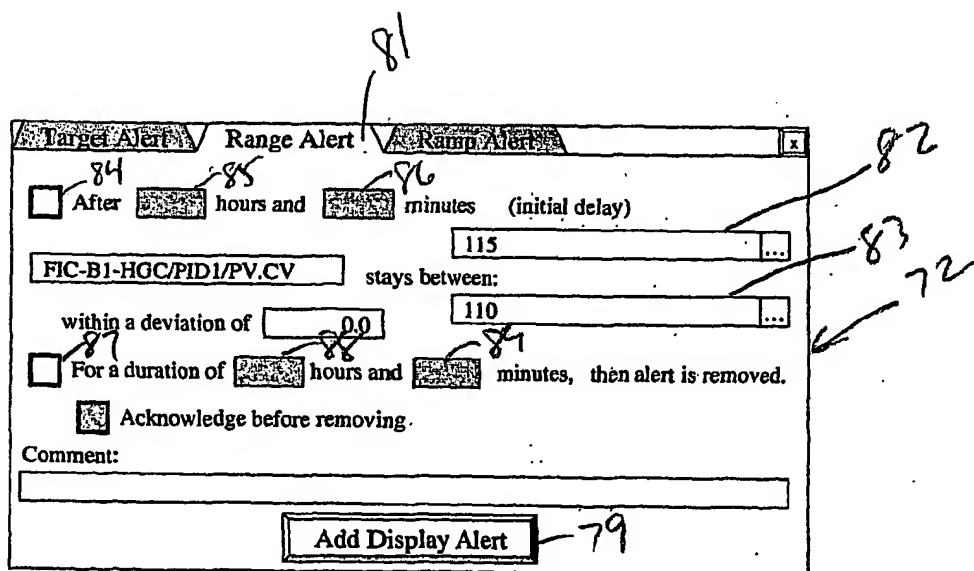 81
Target Alert Range Alert Ramp Alert x
84 85 86 82
After hours and minutes (initial delay)
115 ...
83
FIC-B1-HGC/PID1/PV.CV stays between:
110 ...
72
within a deviation of 0.0
87 88 89
For a duration of hours and minutes, then alert is removed.
Acknowledge before removing.
Comment:
Add Display Alert 79